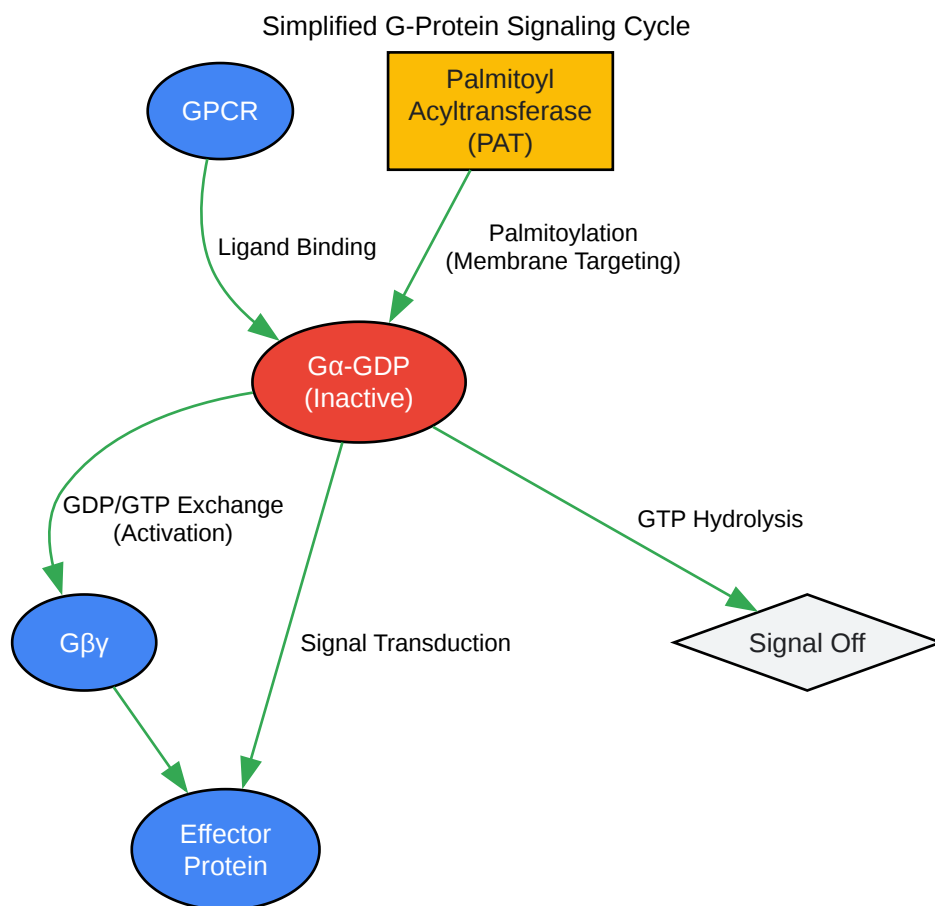 Simplified G-Protein Signaling Cycle
GPCR
Palmitoyl
Acyltransferase
(PAT)
Ligand Binding
Palmitoylation
(Membrane Targeting)
Gα-GDP
(Inactive)
GDP/GTP Exchange
(Activation)
GTP Hydrolysis
Gβγ
Signal Transduction
Signal Off
Effector
Protein